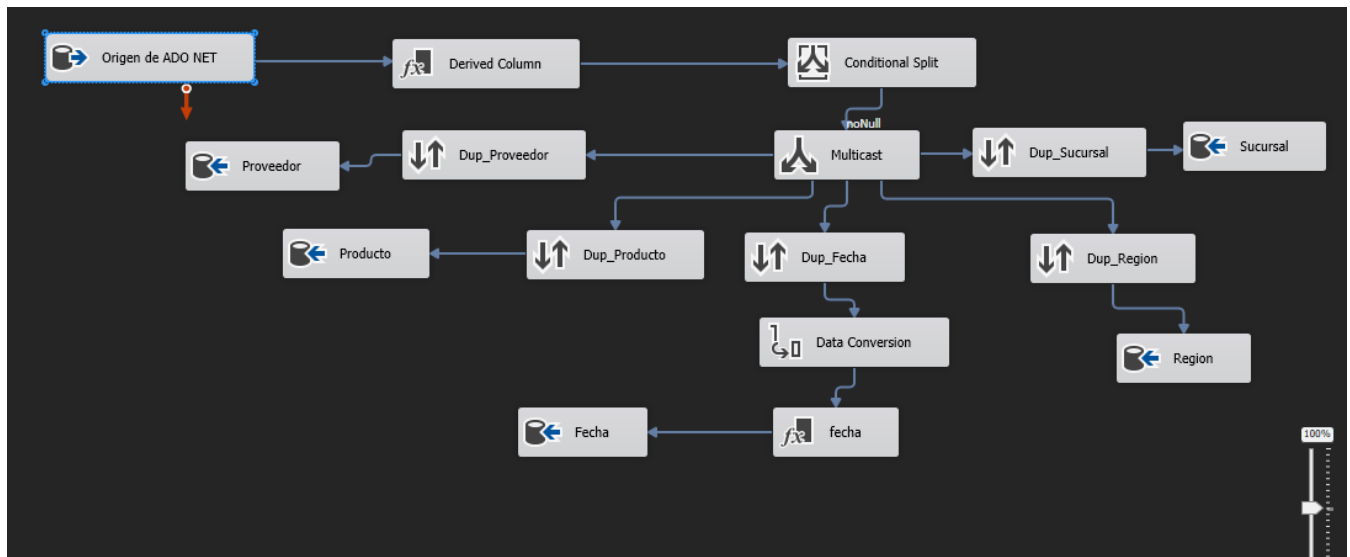 Origen de ADO NET
Derived Column
Conditional Split
noNull
Proveedor
Dup_Proveedor
Multicast
Dup_Sucursal
Sucursal
Producto
Dup_Producto
Dup_Fecha
Dup_Region
Data Conversion
Region
Fecha
fecha
100%